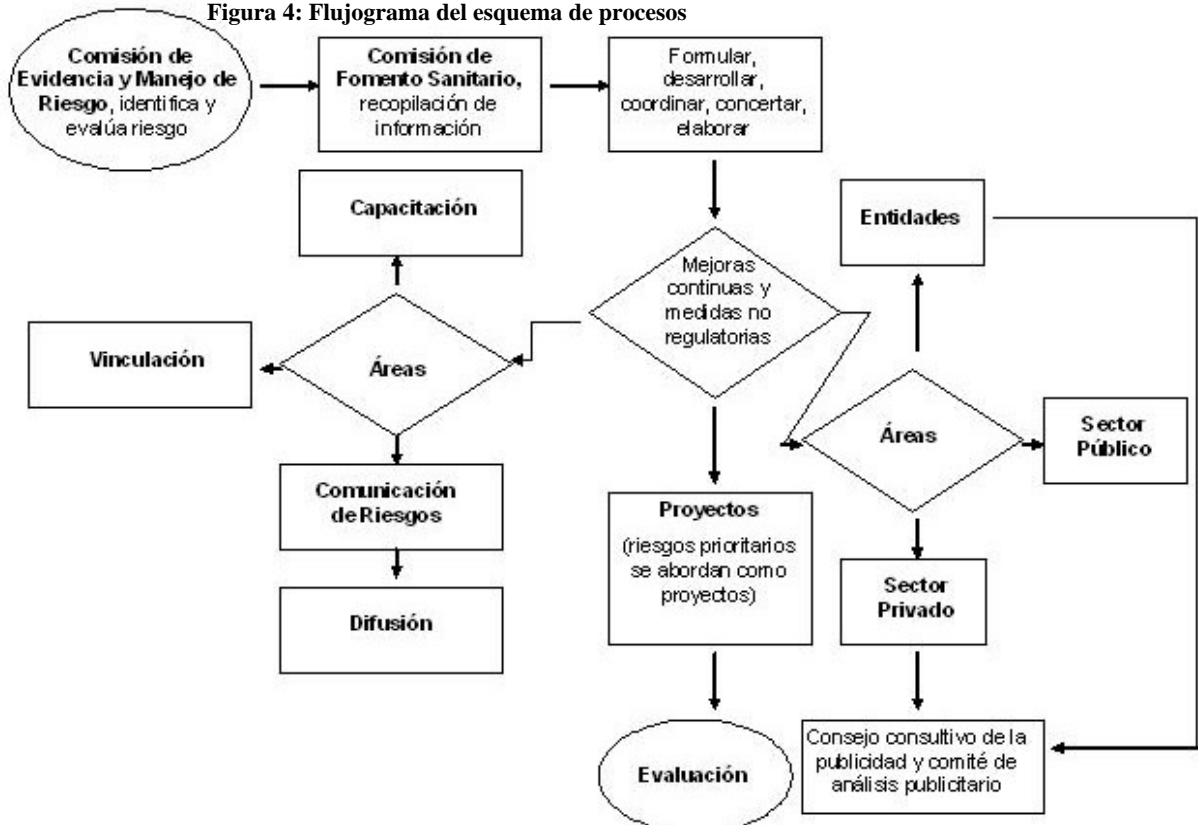 Figura 4: Flujograma del esquema de procesos
Comisión de
Evidencia y Manejo de
Riesgo, identifica y
evalúa riesgo
Comisión de
Fomento Sanitario,
recopilación de
información
Formular,
desarrollar,
coordinar, concertar,
elaborar
Capacitación
Entidades
Mejoras
continuas y
medidas no
regulatorias
Vinculación
Áreas
Áreas
Sector
Público
Comunicación
de Riesgos
Proyectos
(riesgos prioritarios
se abordan como
proyectos)
Sector
Privado
Difusión
Evaluación
Consejo consultivo de la
publicidad y comité de
análisis publicitario